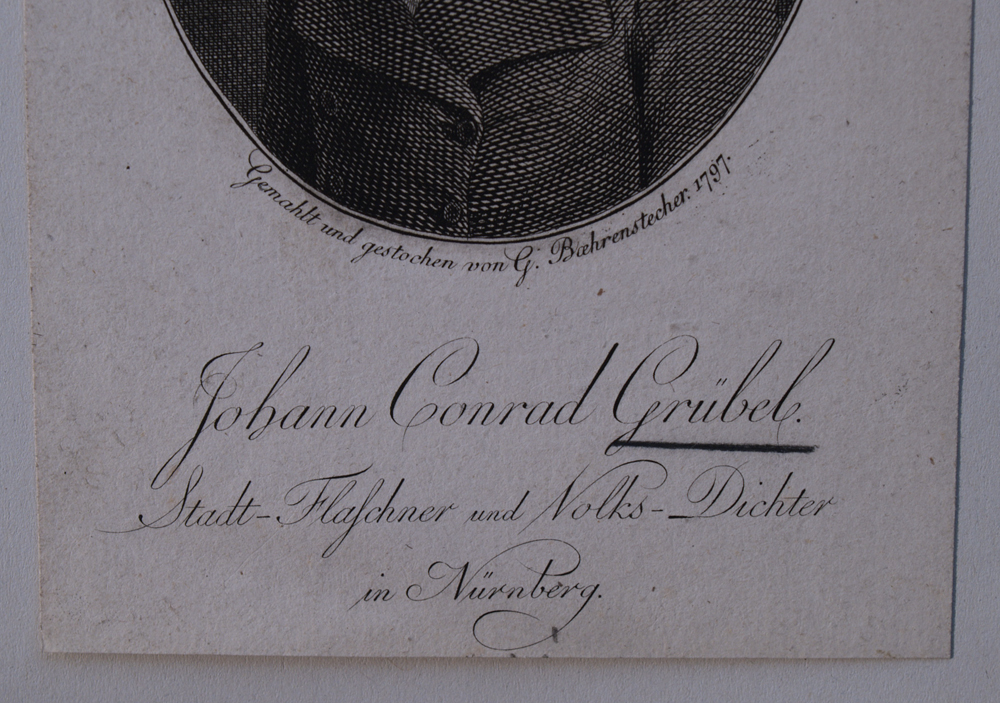 Gemahlt und gestochen von G. Bæhrenstecher. 1797.
Johann Conrad Grübel.
Stadt-Flaſchner und Volks-Dichter
in Nürnberg.